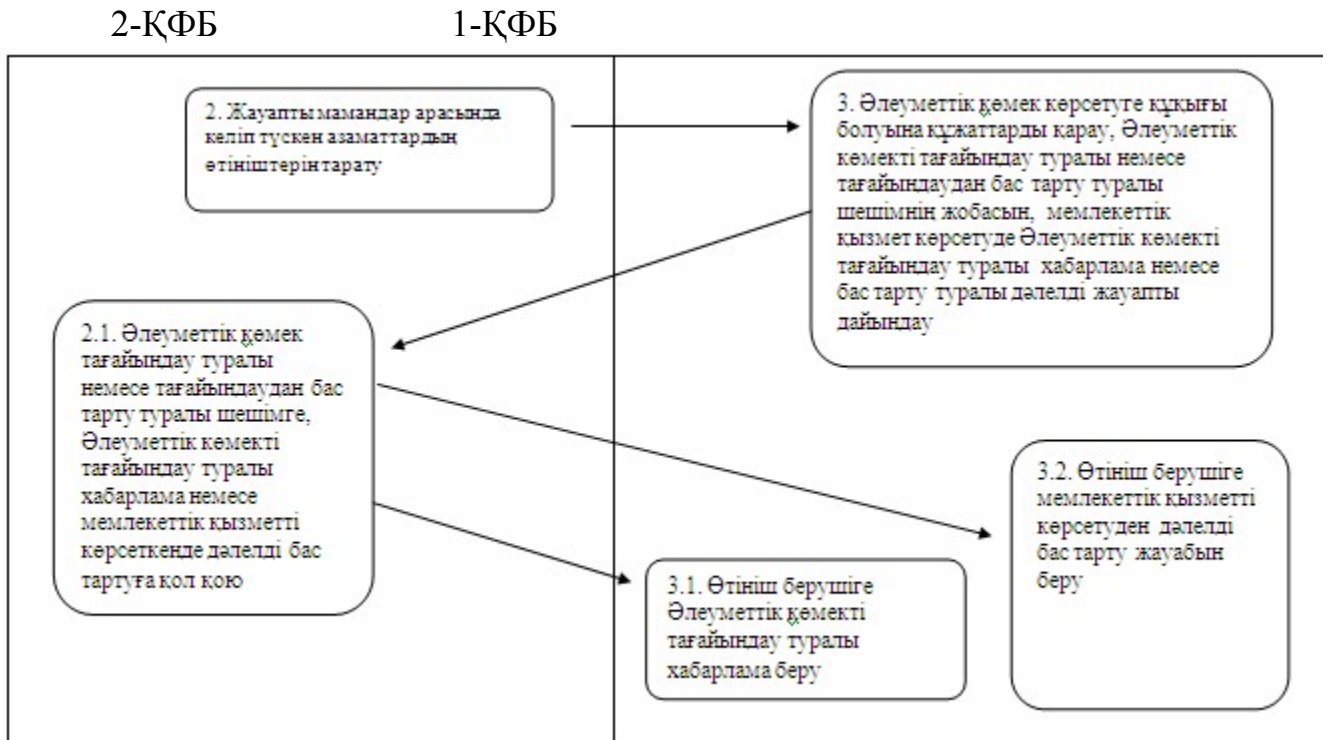 2-ҚФБ 1-ҚФБ
2. Жауапты мамандар арасында
келіп түскен азаматтардың
өтініштерін тарату
3. Әлеуметтік көмек көрсетуге құқығы
болуына құжаттарды қарау, Әлеуметтік
көмекті тағайындау туралы немесе
тағайындаудан бас тарту туралы
шешімнің жобасын, мемлекеттік
қызмет көрсетуде Әлеуметтік көмекті
тағайындау туралы хабарлама немесе
бас тарту туралы дәлелді жауапты
дайындау
2.1. Әлеуметтік көмек
тағайындау туралы
немесе тағайындаудан бас
тарту туралы шешімге,
Әлеуметтік көмекті
тағайындау туралы
хабарлама немесе
мемлекеттік қызметті
көрсеткенде дәлелді бас
тартуға қол қою
3.1. Өтініш берушіге
Әлеуметтік көмекті
тағайындау туралы
хабарлама беру
3.2. Өтініш берушіге
мемлекеттік қызметті
көрсетуден дәлелді
бас тарту жауабын
беру